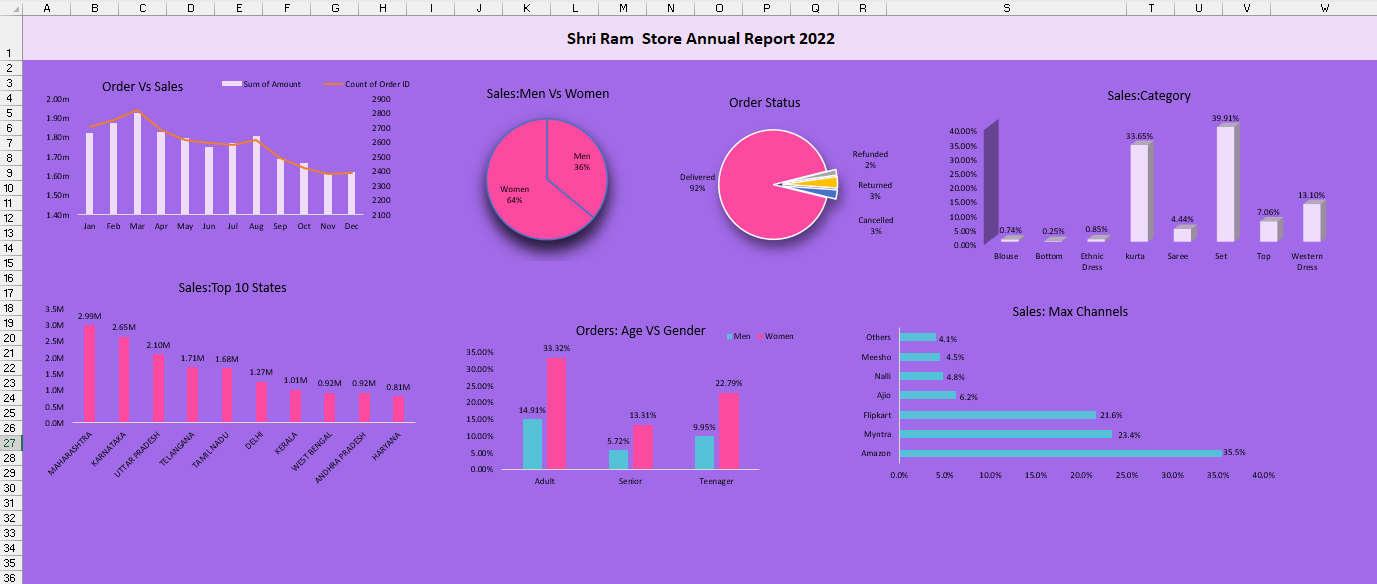 A B C D E F G H I J K L M N O P Q R S T U V W
1
2
3
4
5
6
7
8
9
10
11
12
13
14
15
16
17
18
19
20
21
22
23
24
25
26
27
28
29
30
31
32
33
34
35
36
Shri Ram  Store Annual Report 2022
Order Vs Sales
Sum of Amount
Count of Order ID
2.00m
1.90m
1.80m
1.70m
1.60m
1.50m
1.40m
2900
2800
2700
2600
2500
2400
2300
2200
2100
Jan Feb Mar Apr May Jun Jul Aug Sep Oct Nov Dec
Sales:Men Vs Women
Men
36%
Women
64%
Order Status
Delivered
92%
Refunded
2%
Returned
3%
Cancelled
3%
Sales:Category
40.00%
35.00%
30.00%
25.00%
20.00%
15.00%
10.00%
5.00%
0.00%
0.74%
0.25%
0.85%
33.65%
4.44%
39.91%
7.06%
13.10%
Blouse
Bottom
Ethnic
Dress
kurta
Saree
Set
Top
Western
Dress
Sales:Top 10 States
3.5M
3.0M
2.5M
2.0M
1.5M
1.0M
0.5M
0.0M
2.99M
2.65M
2.10M
1.71M
1.68M
1.27M
1.01M
0.92M
0.92M
0.81M
MAHARASHTRA
KARNATAKA
UTTAR PRADESH
TELANGANA
TAMIL NADU
DELHI
KERALA
WEST BENGAL
ANDHRA PRADESH
HARYANA
Orders: Age VS Gender
Men
Women
35.00%
30.00%
25.00%
20.00%
15.00%
10.00%
5.00%
0.00%
14.91%
33.32%
5.72%
13.31%
9.95%
22.79%
Adult
Senior
Teenager
Sales: Max Channels
Others
4.1%
Meesho
4.5%
Nalli
4.8%
Ajio
6.2%
Flipkart
21.6%
Myntra
23.4%
Amazon
35.5%
0.0% 5.0% 10.0% 15.0% 20.0% 25.0% 30.0% 35.0% 40.0%